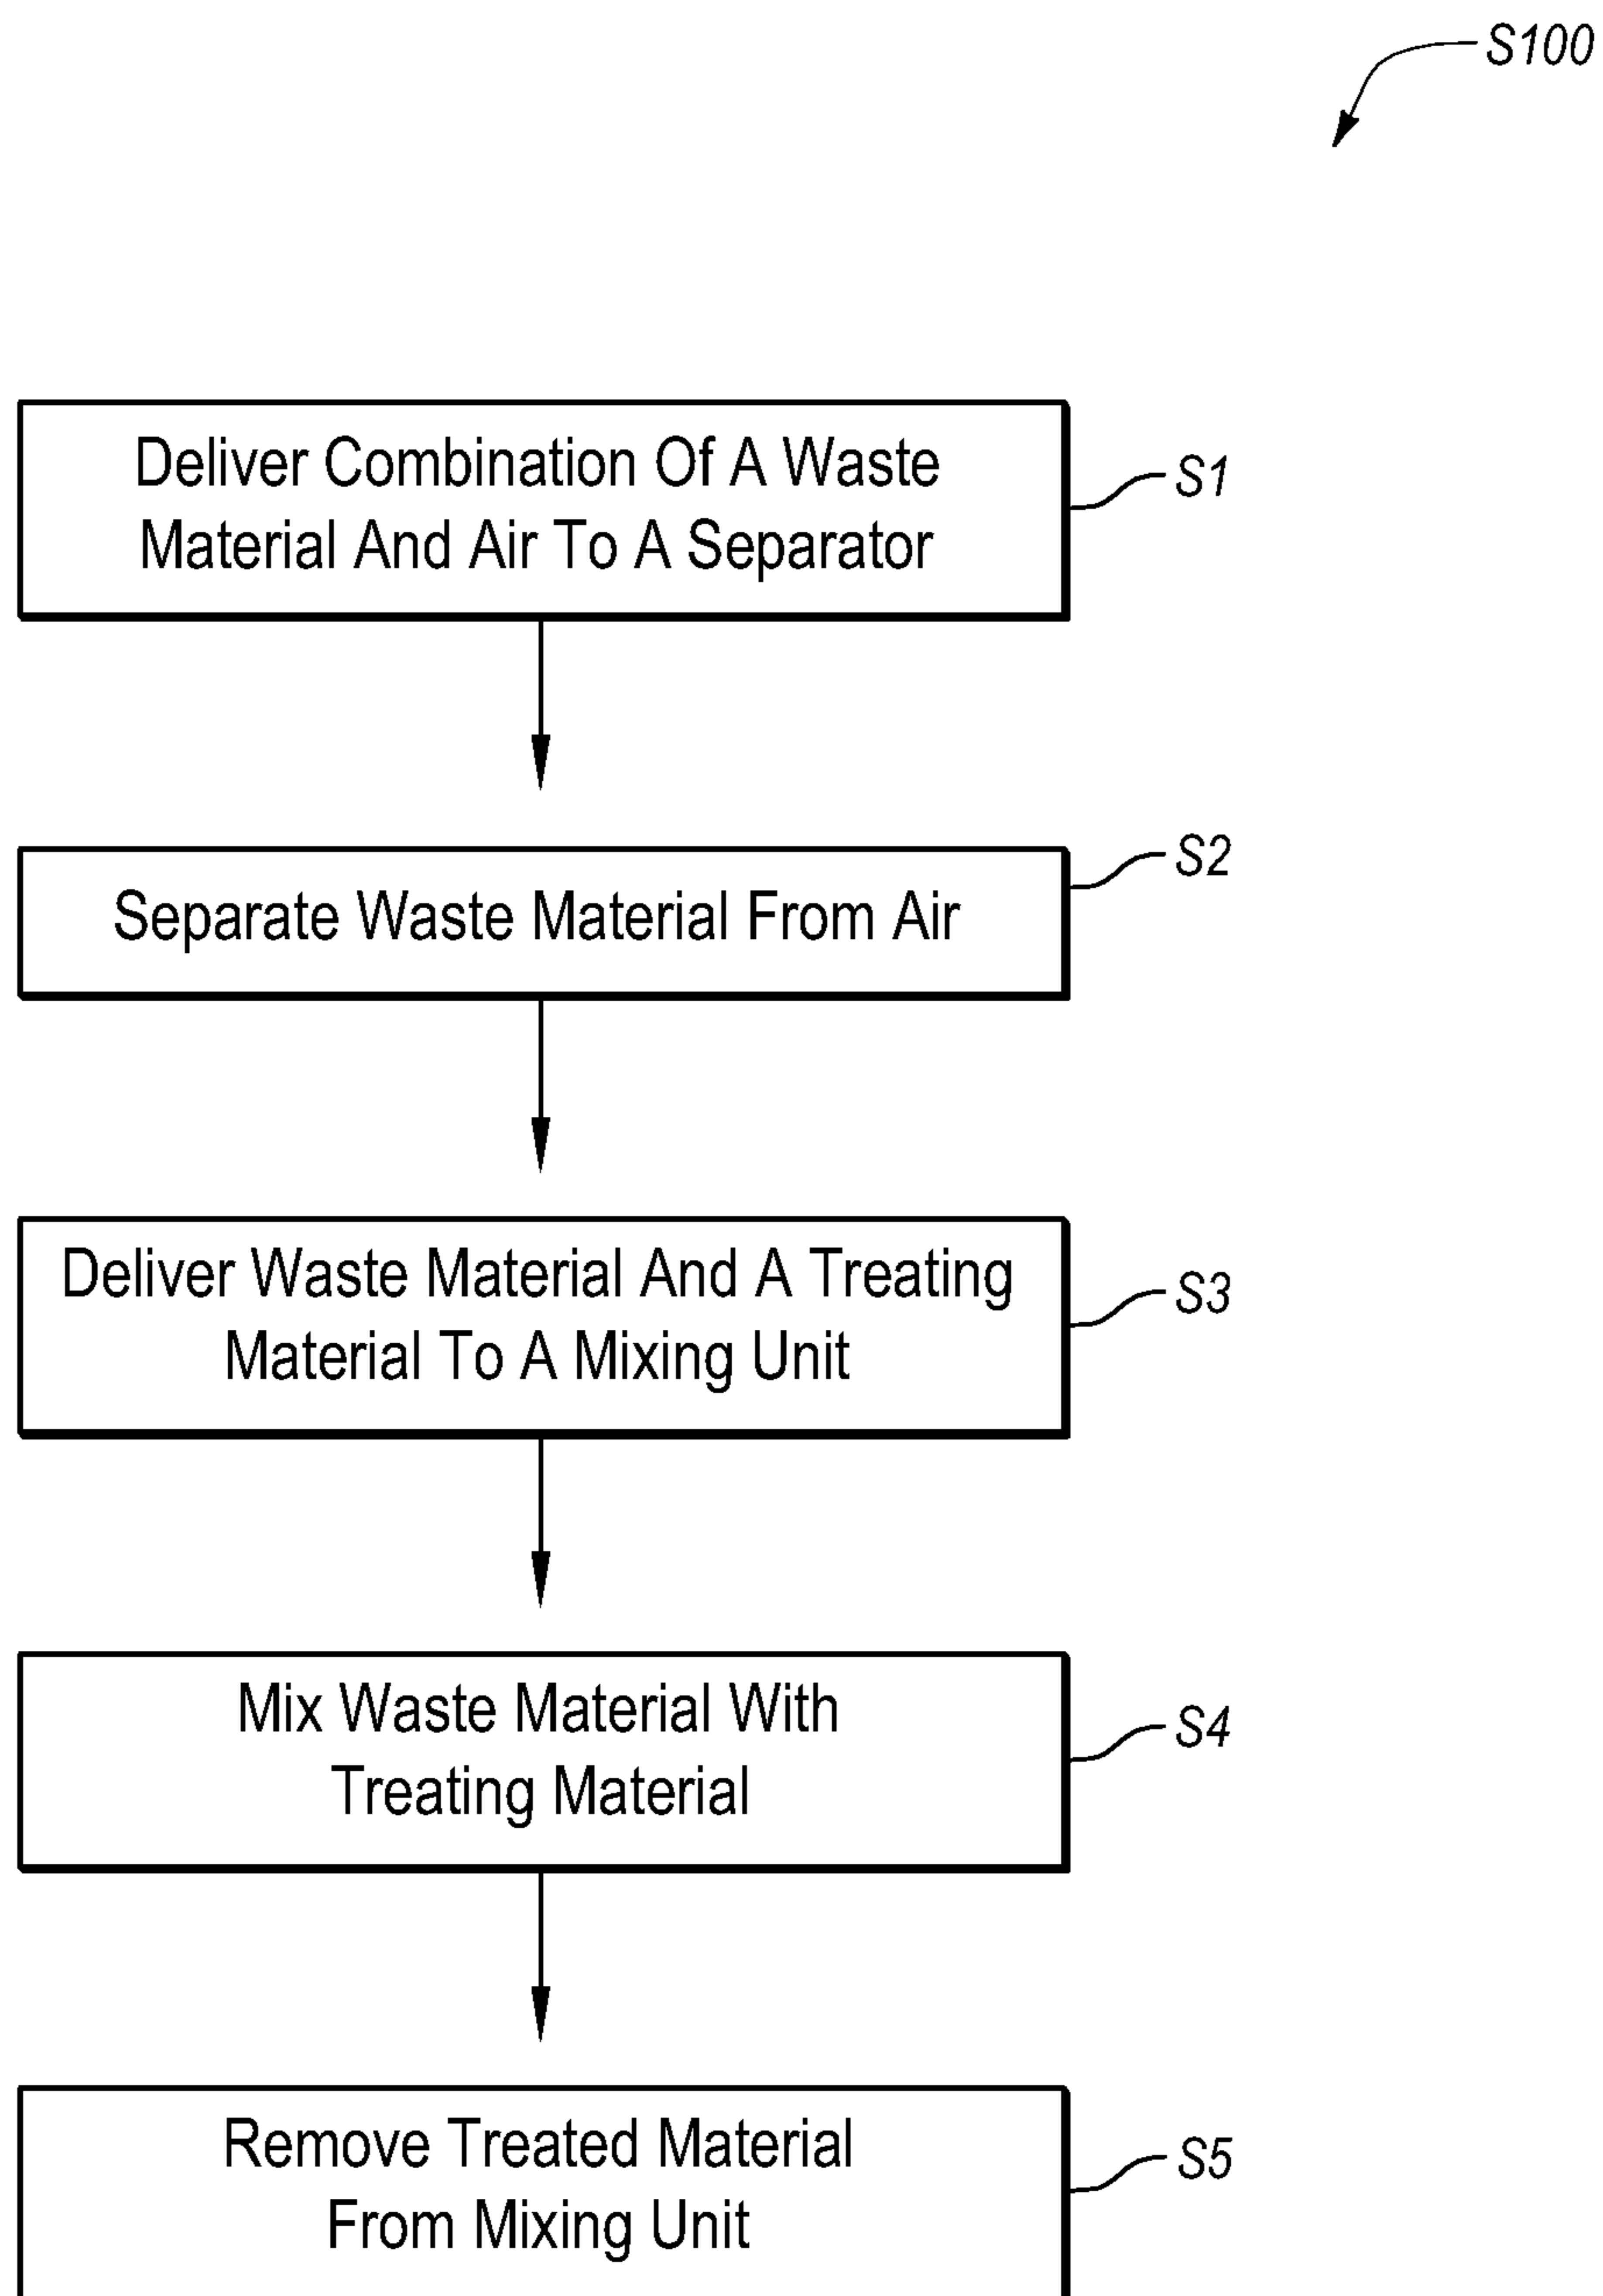 S100
Deliver Combination Of A Waste
Material And Air To A Separator
S1
Separate Waste Material From Air
S2
Deliver Waste Material And A Treating
Material To A Mixing Unit
S3
Mix Waste Material With
Treating Material
S4
Remove Treated Material
From Mixing Unit
S5